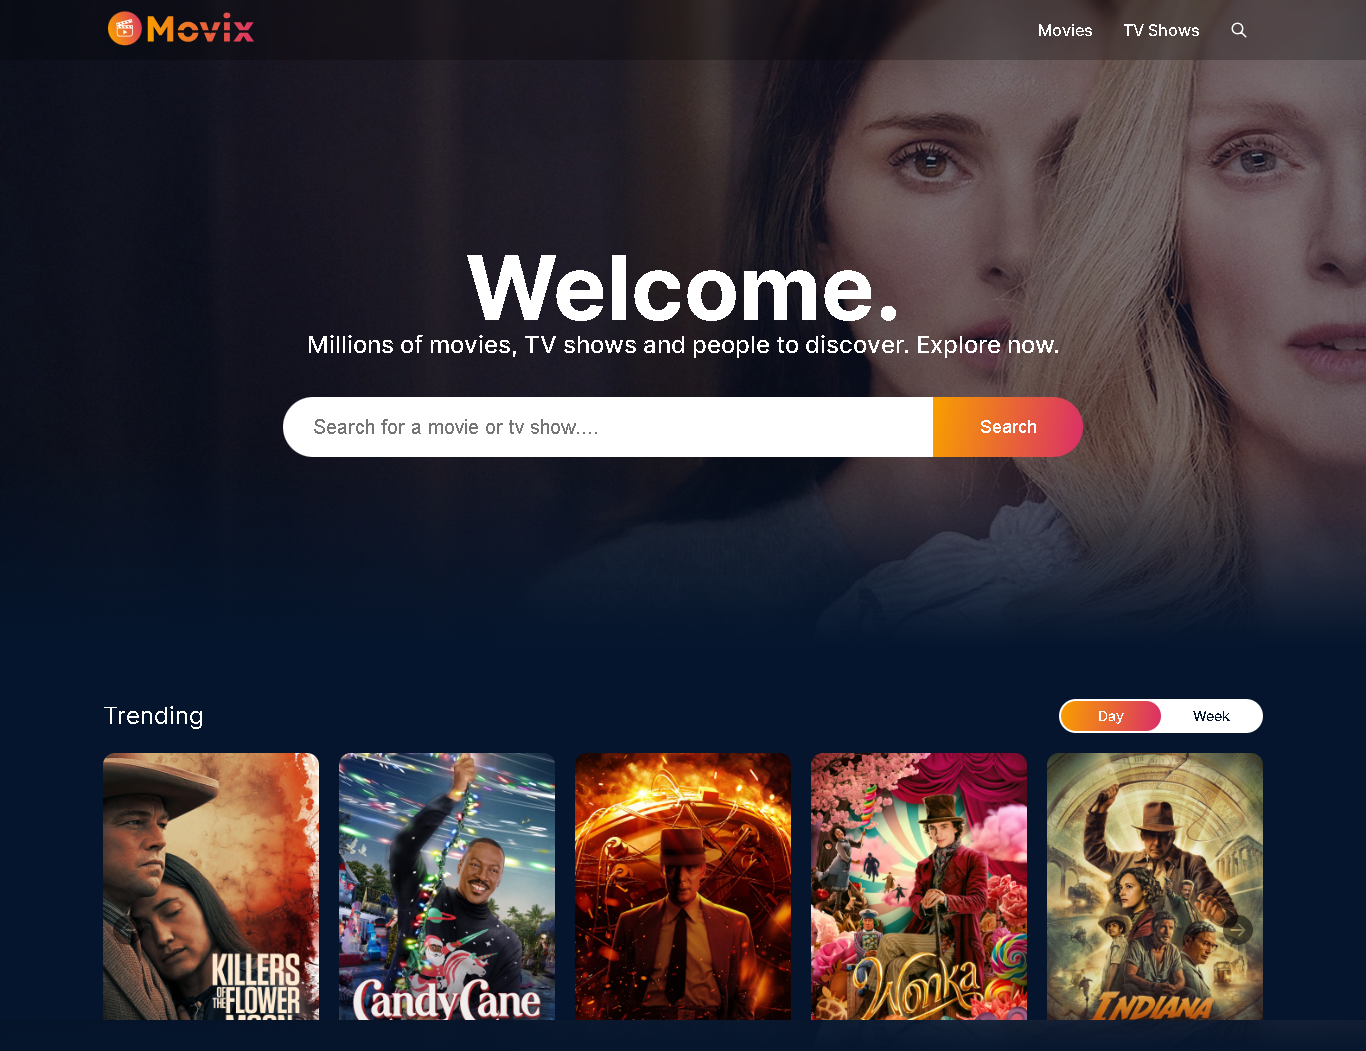 Movix
Movies
TV Shows
Welcome.
Millions of movies, TV shows and people to discover. Explore now.
Search for a movie or tv show....
Search
Trending
Day
Week
KILLERS
OF THE FLOWER
MOON
Candy Cane
Wonka
INDIANA